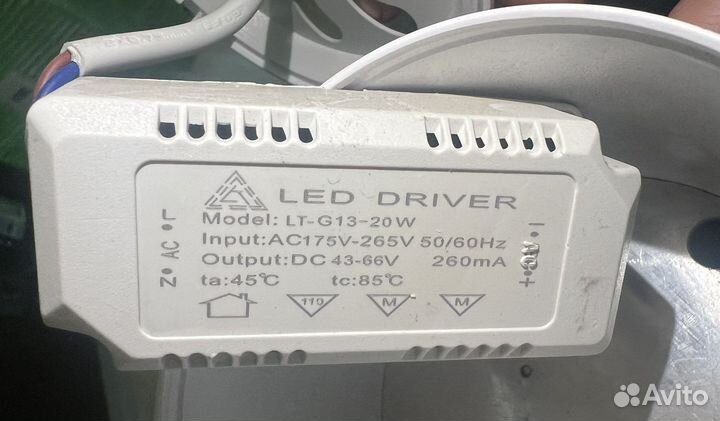 LED DRIVER
Model: LT-G13-20W
Input:AC175V-265V 50/60Hz
Output:DC 43-66V 260mA
ta:45℃ tc:85℃
110 M M
N • AC • L
Avito